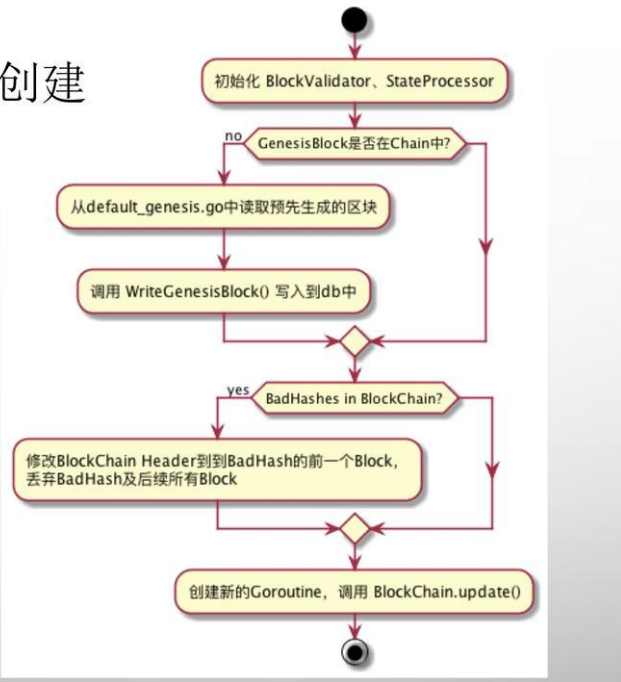 创建
初始化 BlockValidator、StateProcessor
no
GenesisBlock是否在Chain中?
从default_genesis.go中读取预先生成的区块
调用 WriteGenesisBlock() 写入到db中
yes
BadHashes in BlockChain?
修改BlockChain Header到到BadHash的前一个Block，
丢弃BadHash及后续所有Block
创建新的Goroutine，调用 BlockChain.update()